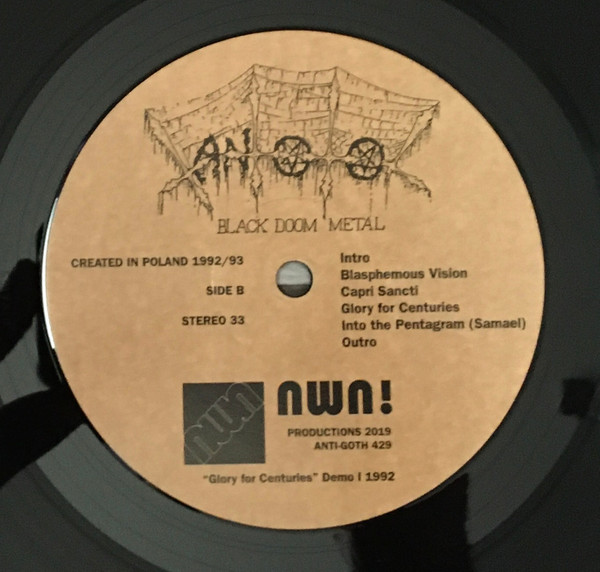 BLACK DOOM METAL
CREATED IN POLAND 1992/93
SIDE B
STEREO 33
Intro
Blasphemous Vision
Capri Sancti
Glory for Centuries
Into the Pentagram (Samael)
Outro
nwn
nwn!
PRODUCTIONS 2019
ANTI-GOTH 429
"Glory for Centuries" Demo I 1992